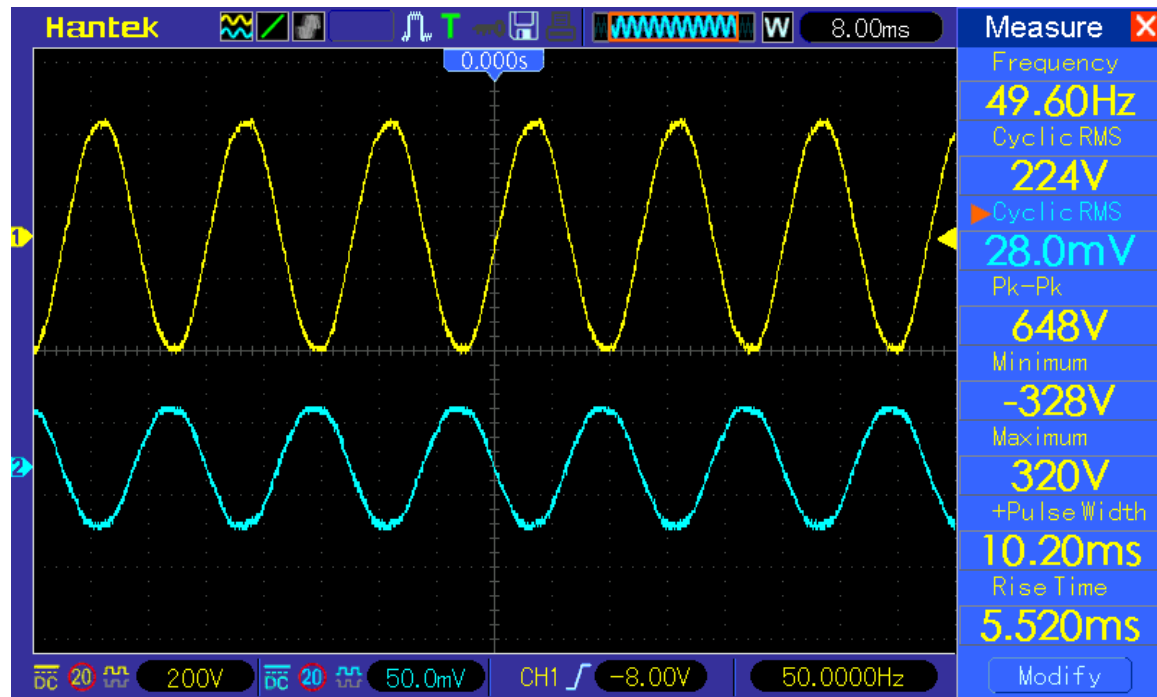 Hantek T W 8.00ms
0.000s
1
2
DC 20 200V DC 20 50.0mV CH1 -8.00V 50.0000Hz
Measure X
Frequency
49.60Hz
Cyclic RMS
224V
Cyclic RMS
28.0mV
Pk-Pk
648V
Minimum
-328V
Maximum
320V
+Pulse Width
10.20ms
Rise Time
5.520ms
Modify